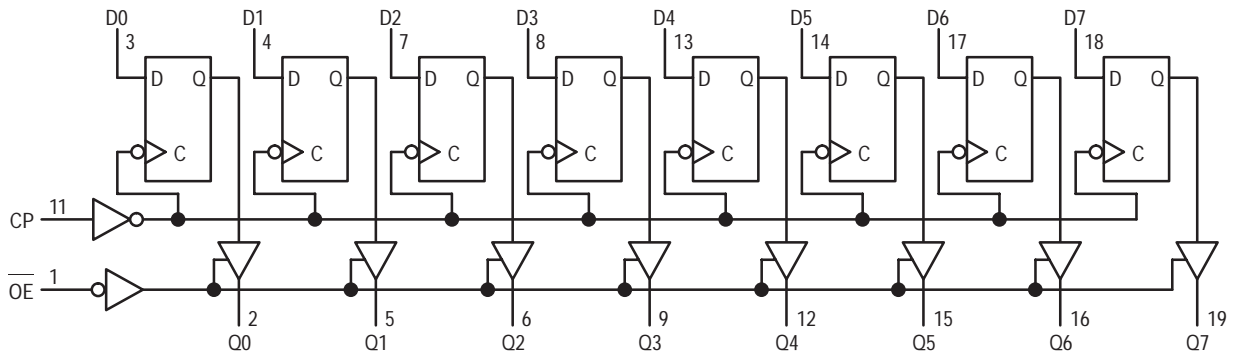 D0 D1 D2 D3 D4 D5 D6 D7
3 4 7 8 13 14 17 18
D Q D Q D Q D Q D Q D Q D Q D Q
C C C C C C C C
CP 11
OE 1
2 5 6 9 12 15 16 19
Q0 Q1 Q2 Q3 Q4 Q5 Q6 Q7